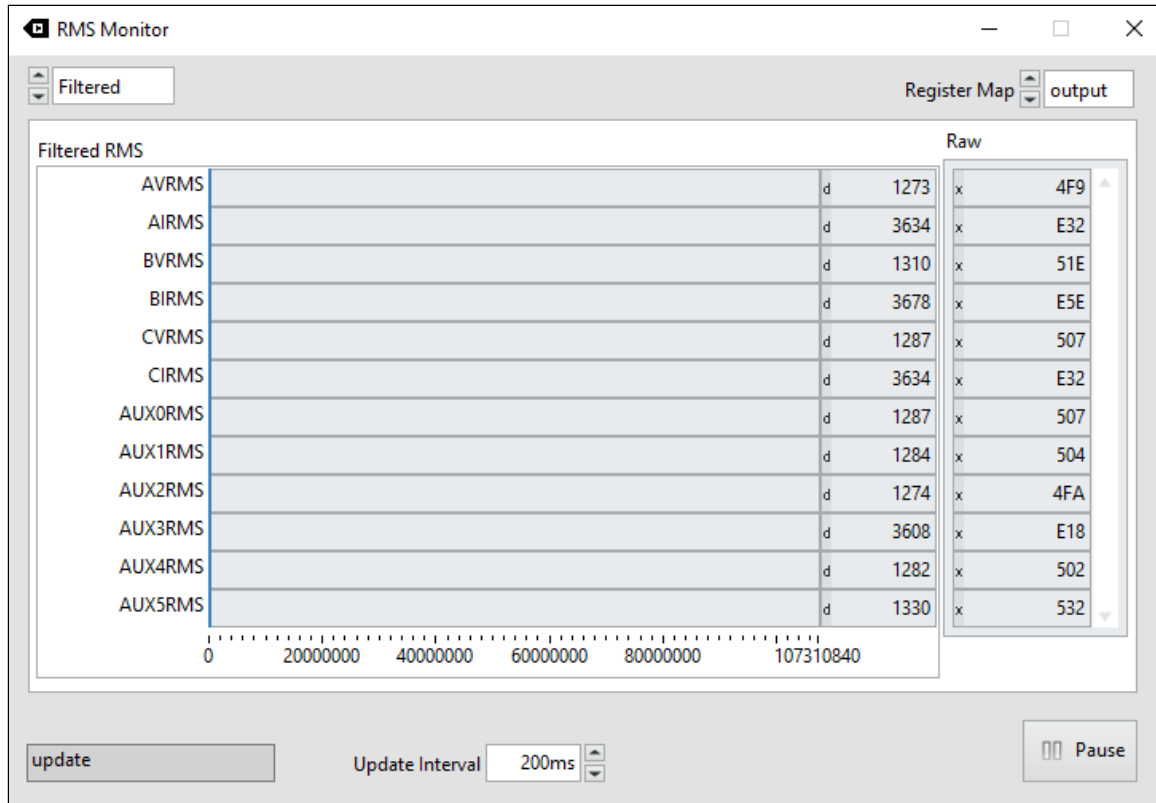 RMS Monitor
Filtered
Register Map output
Filtered RMS
Raw
AVRMS d 1273 x 4F9
AIRMS d 3634 x E32
BVRMS d 1310 x 51E
BIRMS d 3678 x E5E
CVRMS d 1287 x 507
CIRMS d 3634 x E32
AUX0RMS d 1287 x 507
AUX1RMS d 1284 x 504
AUX2RMS d 1274 x 4FA
AUX3RMS d 3608 x E18
AUX4RMS d 1282 x 502
AUX5RMS d 1330 x 532
0 20000000 40000000 60000000 80000000 107310840
update
Update Interval 200ms
Pause